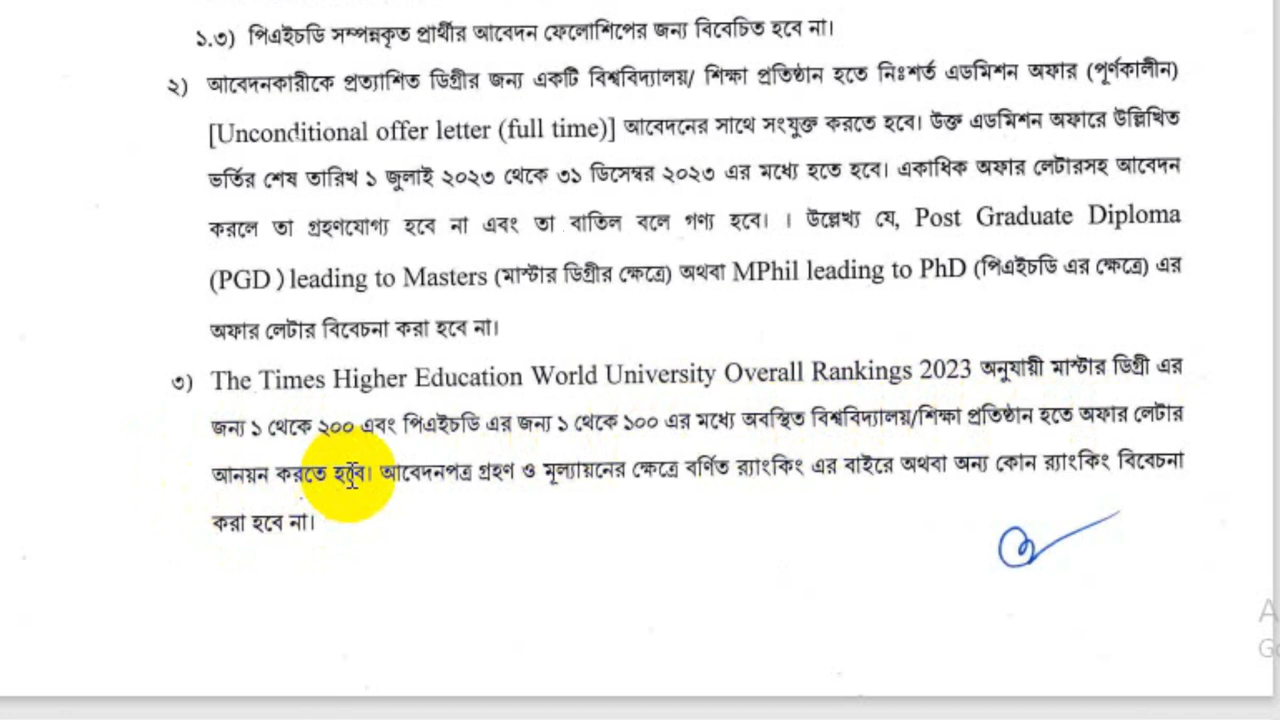 ১.৩) পিএইচডি সম্পন্নকৃত প্রার্থীর আবেদন ফেলোশিপের জন্য বিবেচিত হবে না।
২) আবেদনকারীকে প্রত্যাশিত ডিগ্রীর জন্য একটি বিশ্ববিদ্যালয়/ শিক্ষা প্রতিষ্ঠান হতে নিঃশর্ত এডমিশন অফার (পূর্ণকালীন)
[Unconditional offer letter (full time)] আবেদনের সাথে সংযুক্ত করতে হবে। উক্ত এডমিশন অফারে উল্লিখিত
ভর্তির শেষ তারিখ ১ জুলাই ২০২৩ থেকে ৩১ ডিসেম্বর ২০২৩ এর মধ্যে হতে হবে। একাধিক অফার লেটারসহ আবেদন
করলে তা গ্রহণযোগ্য হবে না এবং তা বাতিল বলে গণ্য হবে। । উল্লেখ্য যে, Post Graduate Diploma
(PGD ) leading to Masters (মাস্টার ডিগ্রীর ক্ষেত্রে) অথবা MPhil leading to PhD (পিএইচডি এর ক্ষেত্রে) এর
অফার লেটার বিবেচনা করা হবে না।
৩) The Times Higher Education World University Overall Rankings 2023 অনুযায়ী মাস্টার ডিগ্রী এর
জন্য ১ থেকে ২০০ এবং পিএইচডি এর জন্য ১ থেকে ১০০ এর মধ্যে অবস্থিত বিশ্ববিদ্যালয়/শিক্ষা প্রতিষ্ঠান হতে অফার লেটার
আনয়ন করতে হবে। আবেদনপত্র গ্রহণ ও মূল্যায়নের ক্ষেত্রে বর্ণিত র‍্যাংকিং এর বাইরে অথবা অন্য কোন র‍্যাংকিং বিবেচনা
করা হবে না।